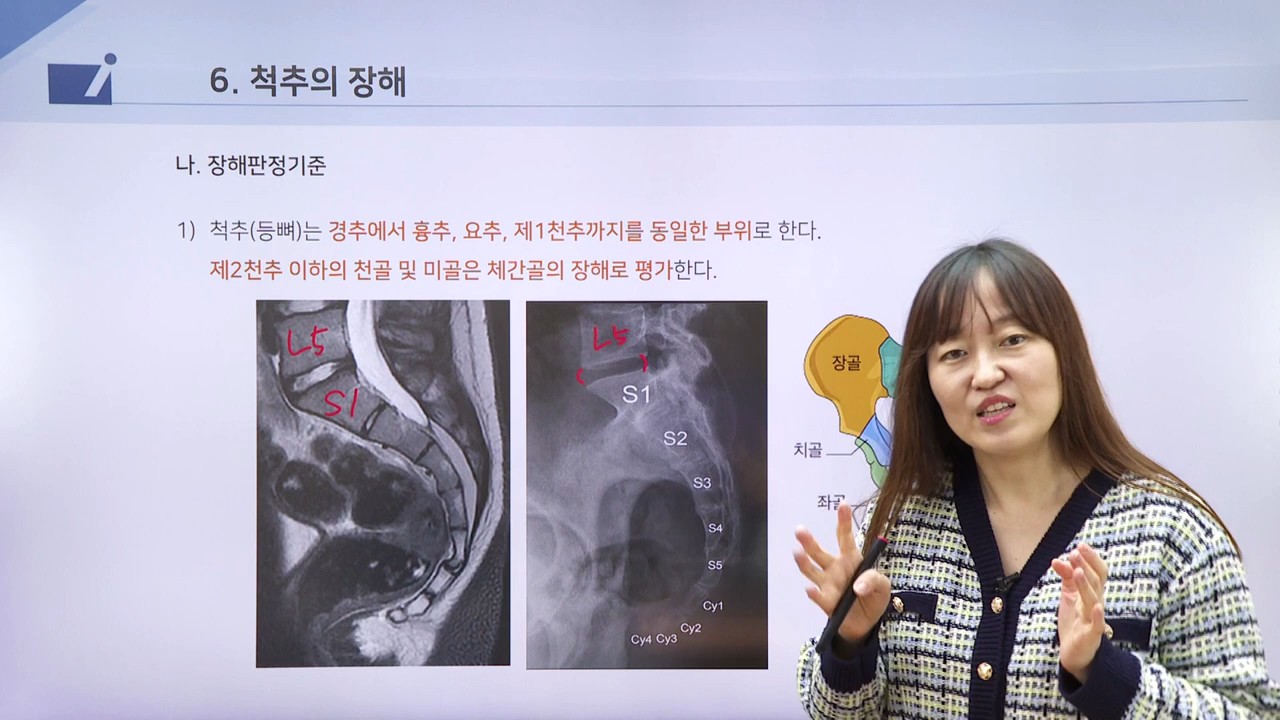 6. 척추의 장해
나. 장해판정기준
1) 척추(등뼈)는 경추에서 흉추, 요추, 제1천추까지를 동일한 부위로 한다.
제2천추 이하의 천골 및 미골은 체간골의 장해로 평가한다.
L5
S1
L5
S1
S2
S3
S4
S5
Cy1
Cy2
Cy4 Cy3
장골
치골
좌골